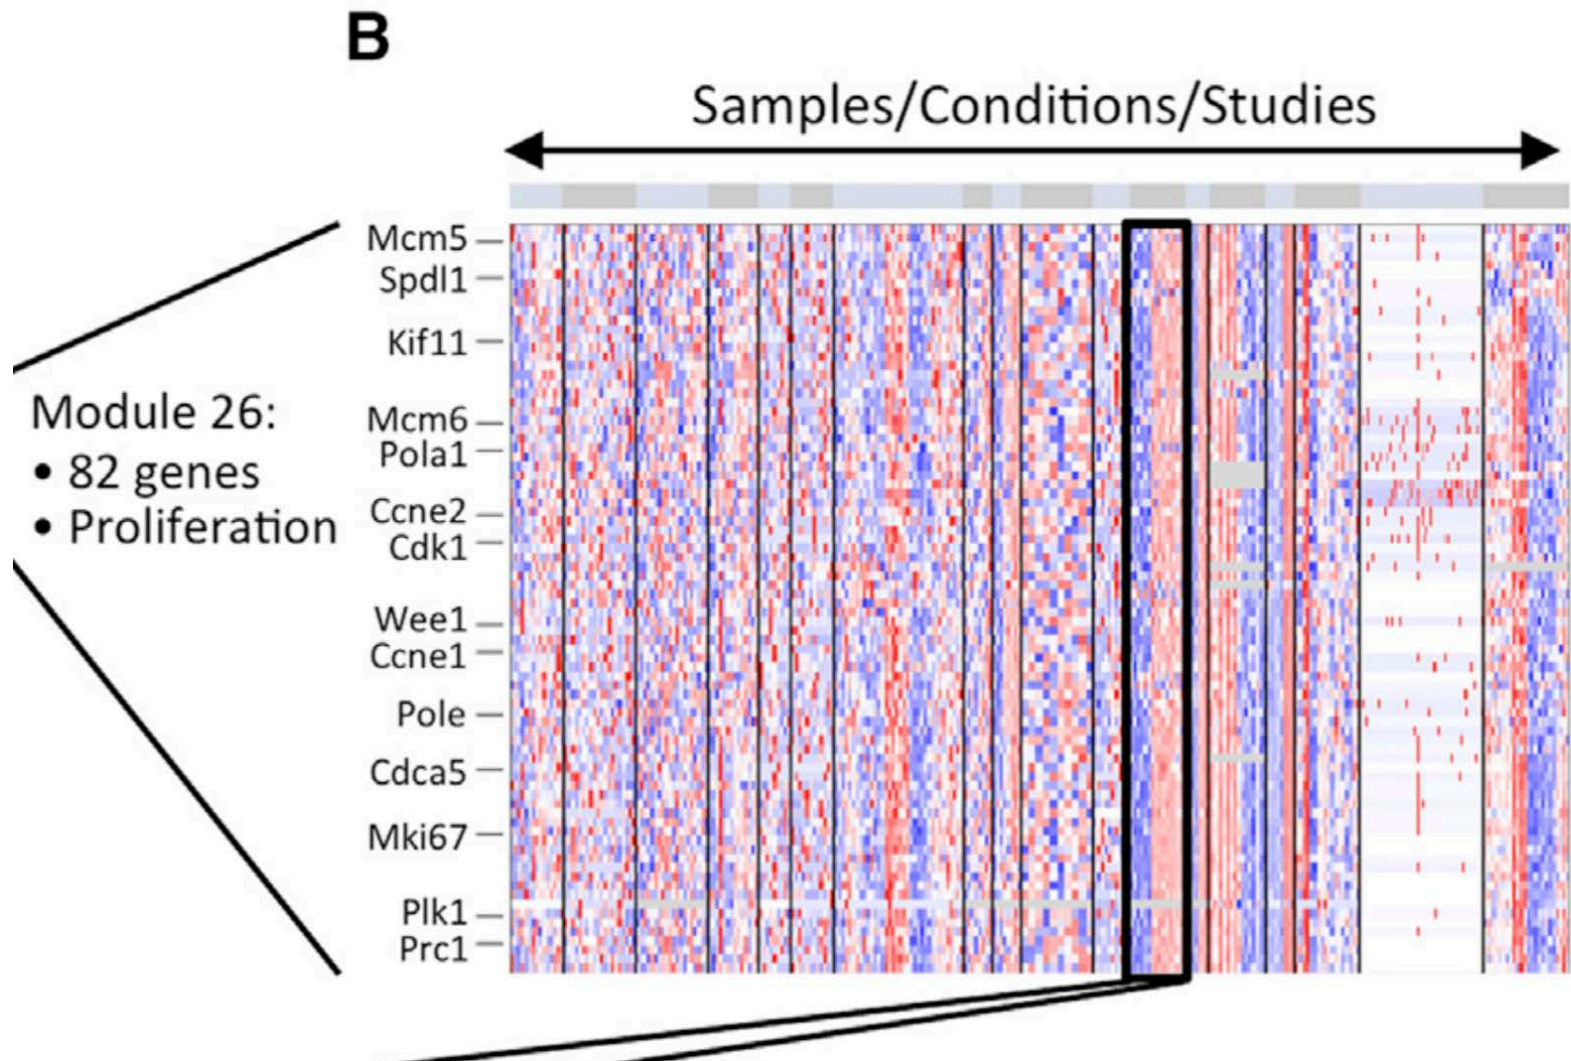 B
Samples/Conditions/Studies
Mcm5
Spdl1
Kif11
Module 26:
• 82 genes
• Proliferation
Mcm6
Pola1
Ccne2
Cdk1
Wee1
Ccne1
Pole
Cdca5
Mki67
Plk1
Prc1